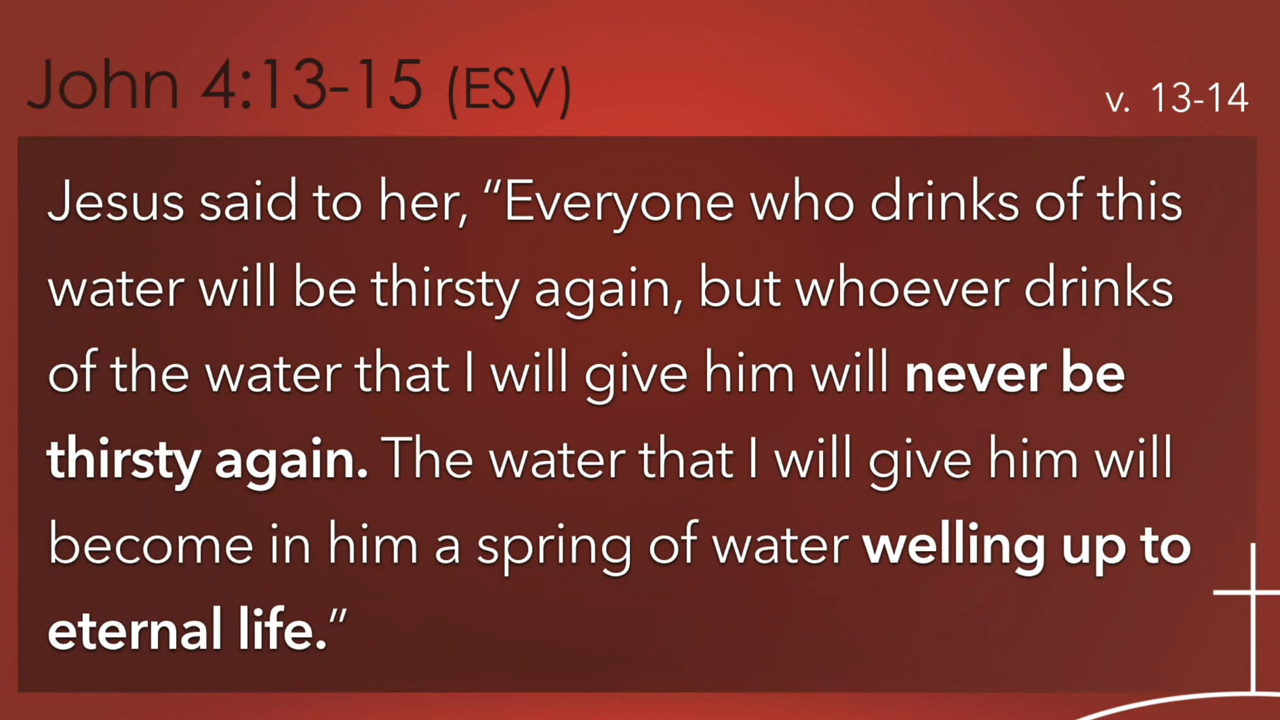 John 4:13-15 (ESV)
v. 13-14
Jesus said to her, “Everyone who drinks of this
water will be thirsty again, but whoever drinks
of the water that I will give him will never be
thirsty again. The water that I will give him will
become in him a spring of water welling up to
eternal life.”